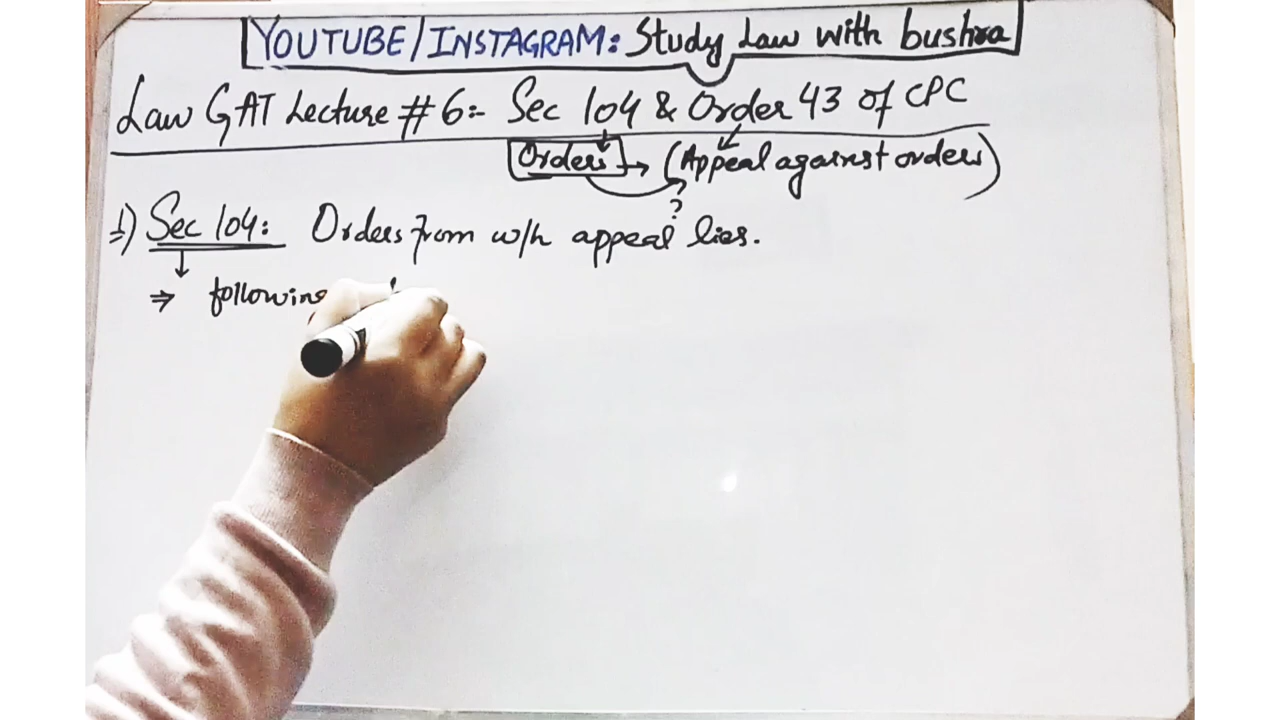 YOUTUBE/INSTAGRAM: Study Law with bushra
Law GAT Lecture # 6:- Sec 104 & Order 43 of CPC
Orders → (Appeal against orders)
?
1) Sec 104: Orders from w/h appeal lies.
⇒ following